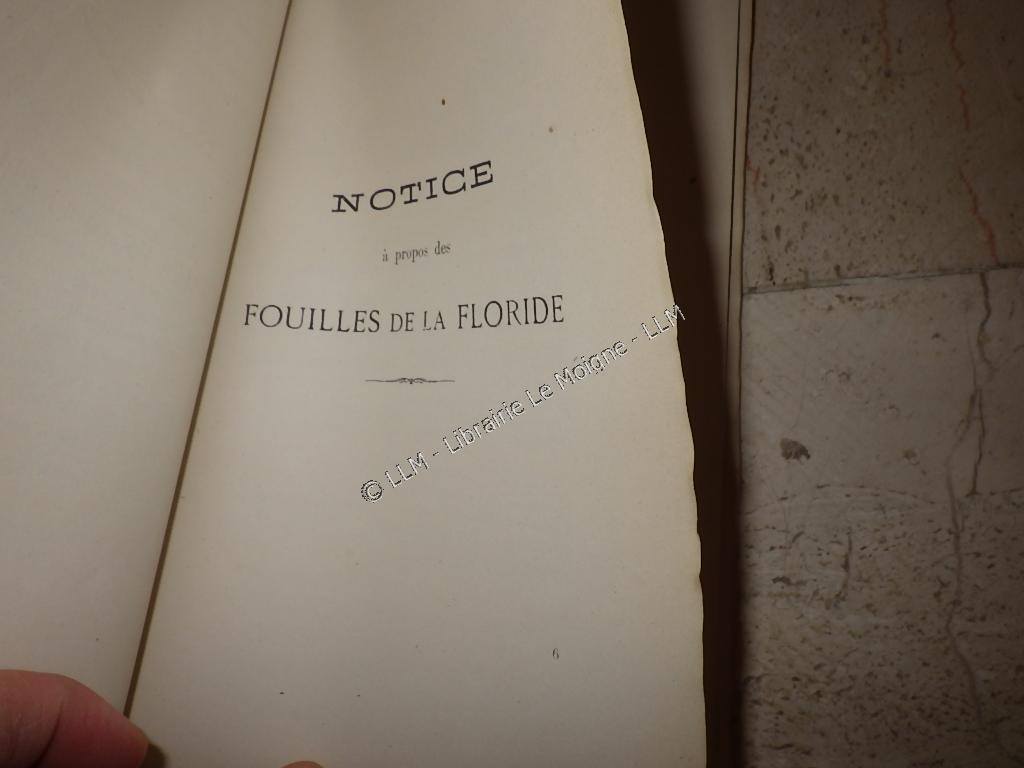 NOTICE
à propos des
FOUILLES DE LA FLORIDE
© LLM - Librairie Le Moigne - LLM
6